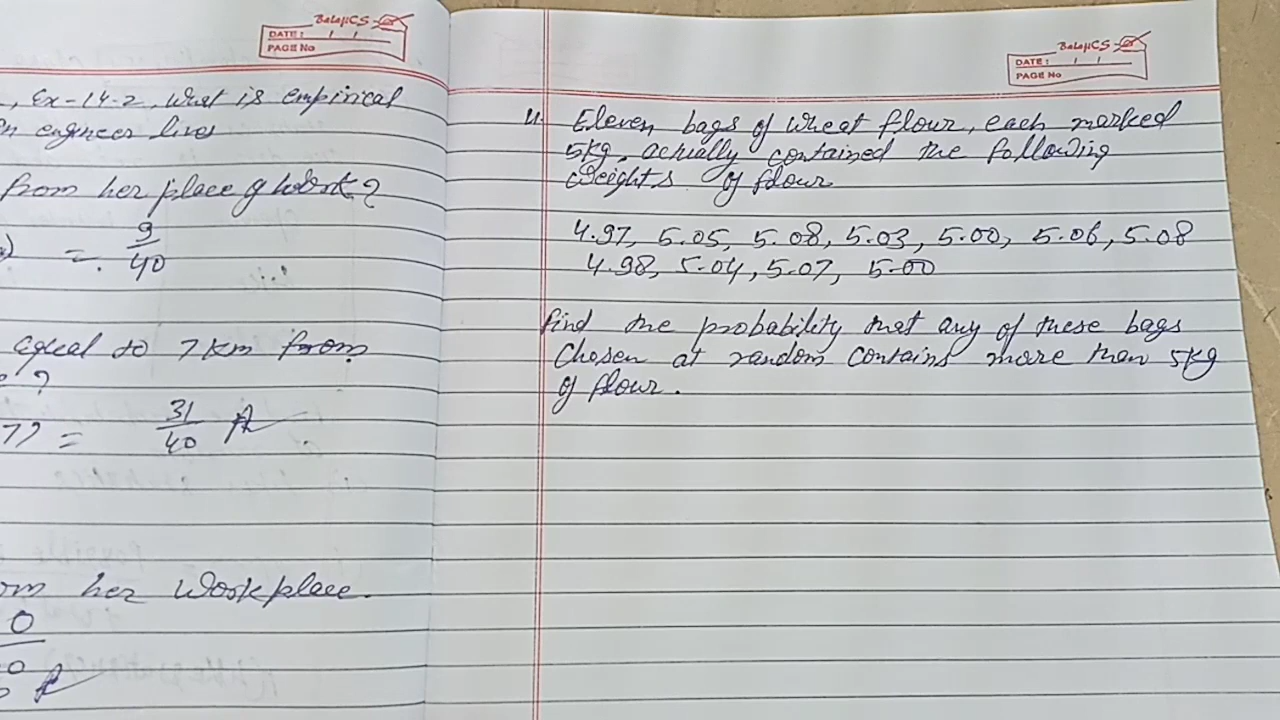 BalajiCS
DATE : / /
PAGE No
Ex-14-2, What is empirical
engineer lives
from her place of work?
= 9/40
equal to 7 km from
?
= 31/40 A
om her workplace.
0
BalajiCS
DATE : / /
PAGE No
11. Eleven bags of wheat flour, each marked
5kg, actually contained the following
weights of flour
4.97, 5.05, 5.08, 5.03, 5.00, 5.06, 5.08
4.98, 5.04, 5.07, 5.00
find the probability that any of these bags
chosen at random contains more than 5kg
of flour.